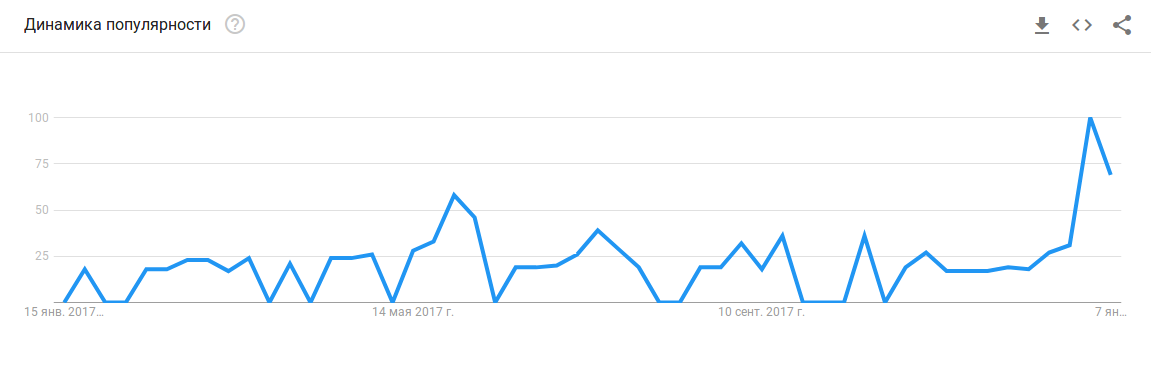 Динамика популярности
100
75
50
25
15 янв. 2017…
14 мая 2017 г.
10 сент. 2017 г.
7 ян…